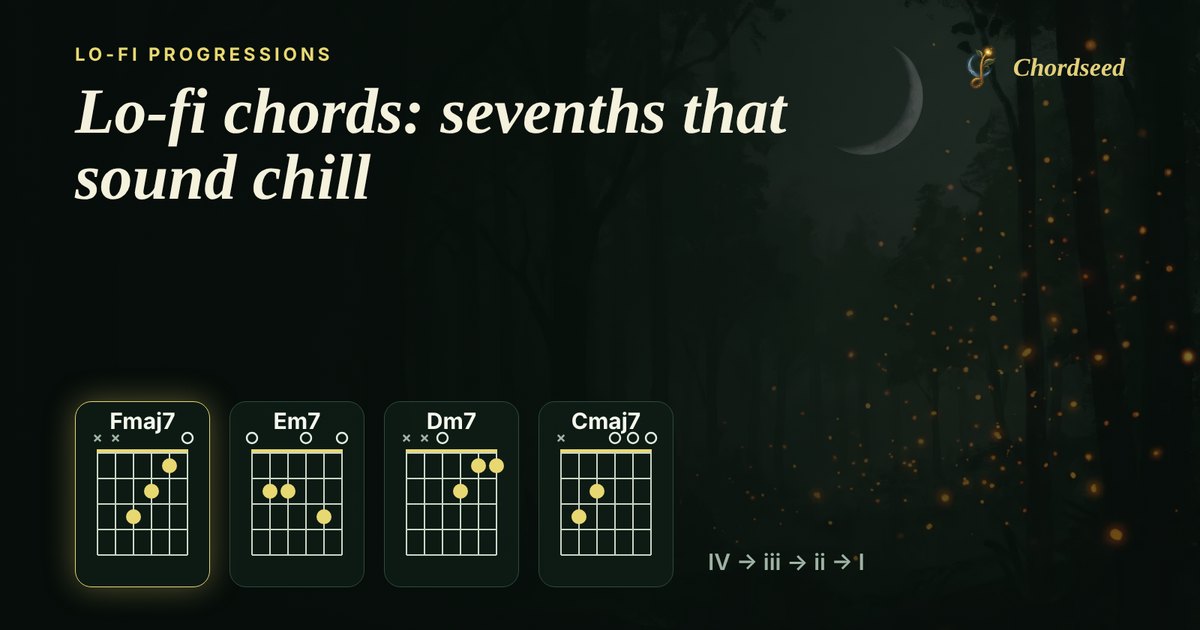 LO-FI PROGRESSIONS
Chordseed
Lo-fi chords: sevenths that
sound chill
Fmaj7
× ×
Em7
Dm7
× ×
Cmaj7
×
IV → iii → ii → I